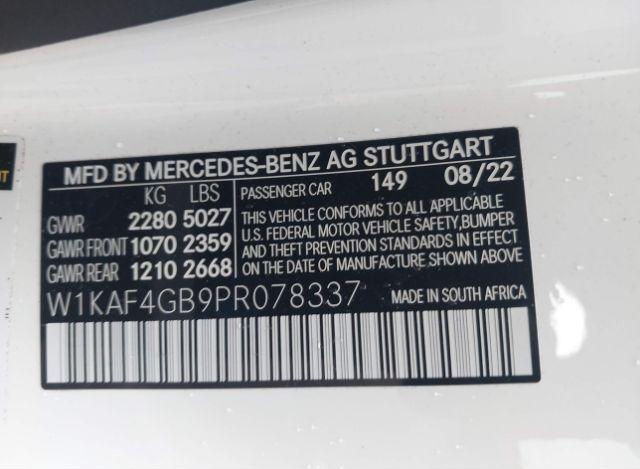 MFD BY MERCEDES-BENZ AG STUTTGART
KG LBS PASSENGER CAR 149 08/22
GVWR 2280 5027
GAWR FRONT 1070 2359
GAWR REAR 1210 2668
THIS VEHICLE CONFORMS TO ALL APPLICABLE
U.S. FEDERAL MOTOR VEHICLE SAFETY, BUMPER
AND THEFT PREVENTION STANDARDS IN EFFECT
ON THE DATE OF MANUFACTURE SHOWN ABOVE
W1KAF4GB9PR078337 MADE IN SOUTH AFRICA